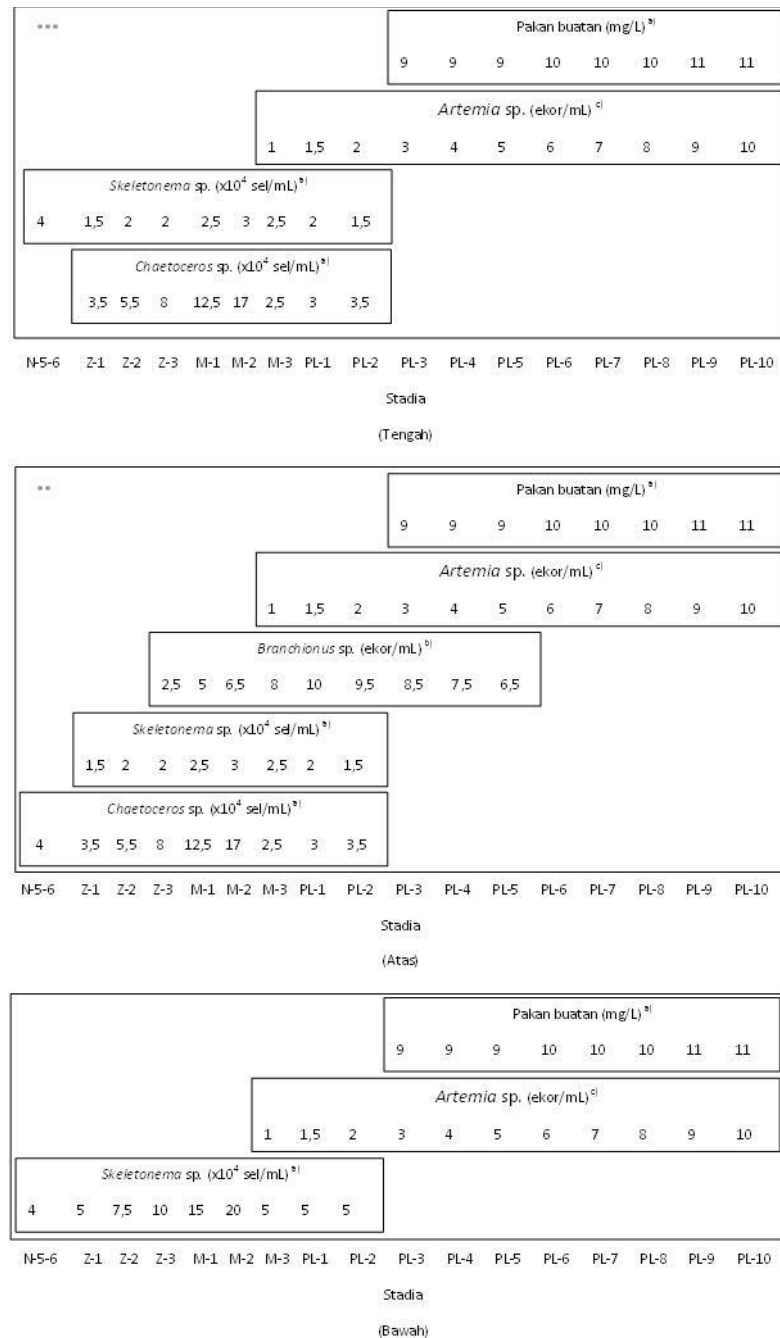 Pakan buatan (mg/L) a)
9 9 9 10 10 10 11 11
Artemia sp. (ekor/mL) c)
1 1,5 2 3 4 5 6 7 8 9 10
Skeletonema sp. (x10⁴ sel/mL) a)
4 1,5 2 2 2,5 3 2,5 2 1,5
Chaetoceros sp. (x10⁴ sel/mL) a)
3,5 5,5 8 12,5 17 2,5 3 3,5
N-5-6 Z-1 Z-2 Z-3 M-1 M-2 M-3 PL-1 PL-2 PL-3 PL-4 PL-5 PL-6 PL-7 PL-8 PL-9 PL-10
Stadia
(Tengah)
Pakan buatan (mg/L) a)
9 9 9 10 10 10 11 11
Artemia sp. (ekor/mL) c)
1 1,5 2 3 4 5 6 7 8 9 10
Branchionus sp. (ekor/mL) b)
2,5 5 6,5 8 10 9,5 8,5 7,5 6,5
Skeletonema sp. (x10⁴ sel/mL) a)
1,5 2 2 2,5 3 2,5 2 1,5
Chaetoceros sp. (x10⁴ sel/mL) a)
4 3,5 5,5 8 12,5 17 2,5 3 3,5
N-5-6 Z-1 Z-2 Z-3 M-1 M-2 M-3 PL-1 PL-2 PL-3 PL-4 PL-5 PL-6 PL-7 PL-8 PL-9 PL-10
Stadia
(Atas)
Pakan buatan (mg/L) a)
9 9 9 10 10 10 11 11
Artemia sp. (ekor/mL) c)
1 1,5 2 3 4 5 6 7 8 9 10
Skeletonema sp. (x10⁴ sel/mL) a)
4 5 7,5 10 15 20 5 5 5
N-5-6 Z-1 Z-2 Z-3 M-1 M-2 M-3 PL-1 PL-2 PL-3 PL-4 PL-5 PL-6 PL-7 PL-8 PL-9 PL-10
Stadia
(Bawah)